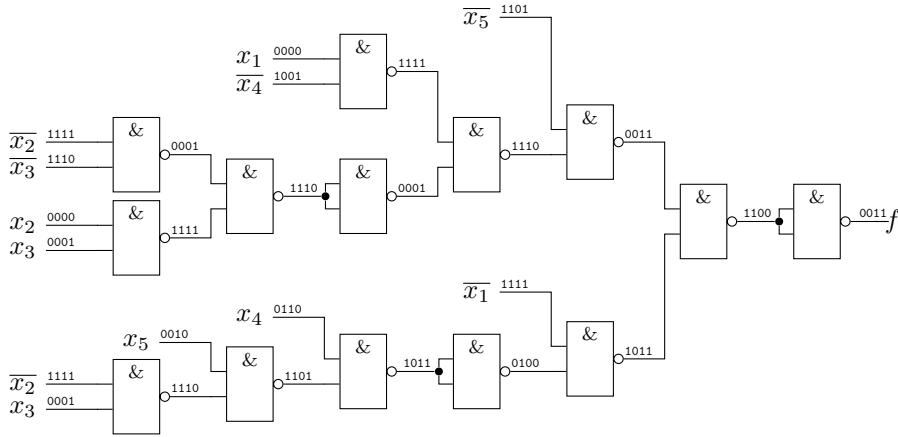 x̅₅ 1101
&
x₁ 0000 & 1111
x̅₄ 1001
& 0011
x̅₂ 1111 & 0001 & 1110
x̅₃ 1110
& 1110 & 0001
& 1100 & 0011 f
x₂ 0000 & 1111
x₃ 0001
x̅₁ 1111
x₄ 0110
& 1011
x₅ 0010
& 1101 & 1011 & 0100
x̅₂ 1111 & 1110
x₃ 0001